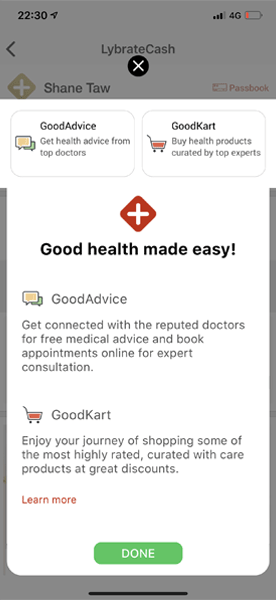 22:30
4G
LybrateCash
Shane Taw
Passbook
GoodAdvice
Get health advice from
top doctors
GoodKart
Buy health products
curated by top experts
Good health made easy!
GoodAdvice
Get connected with the reputed doctors
for free medical advice and book
appointments online for expert
consultation.
GoodKart
Enjoy your journey of shopping some of
the most highly rated, curated with care
products at great discounts.
Learn more
DONE